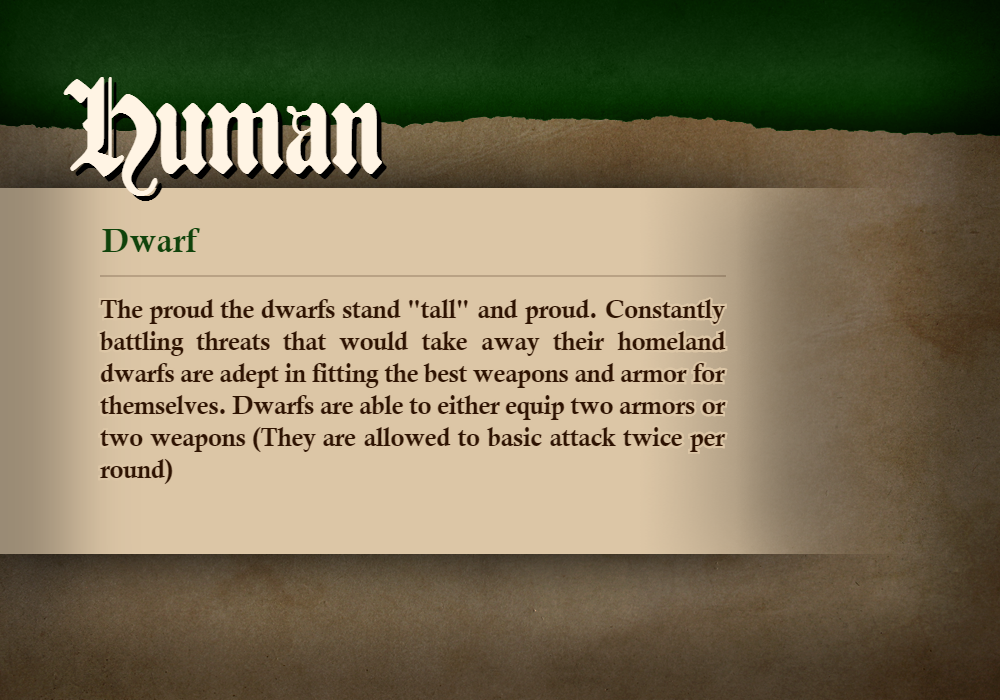 Human
Dwarf
The proud the dwarfs stand "tall" and proud. Constantly
battling threats that would take away their homeland
dwarfs are adept in fitting the best weapons and armor for
themselves. Dwarfs are able to either equip two armors or
two weapons (They are allowed to basic attack twice per
round)